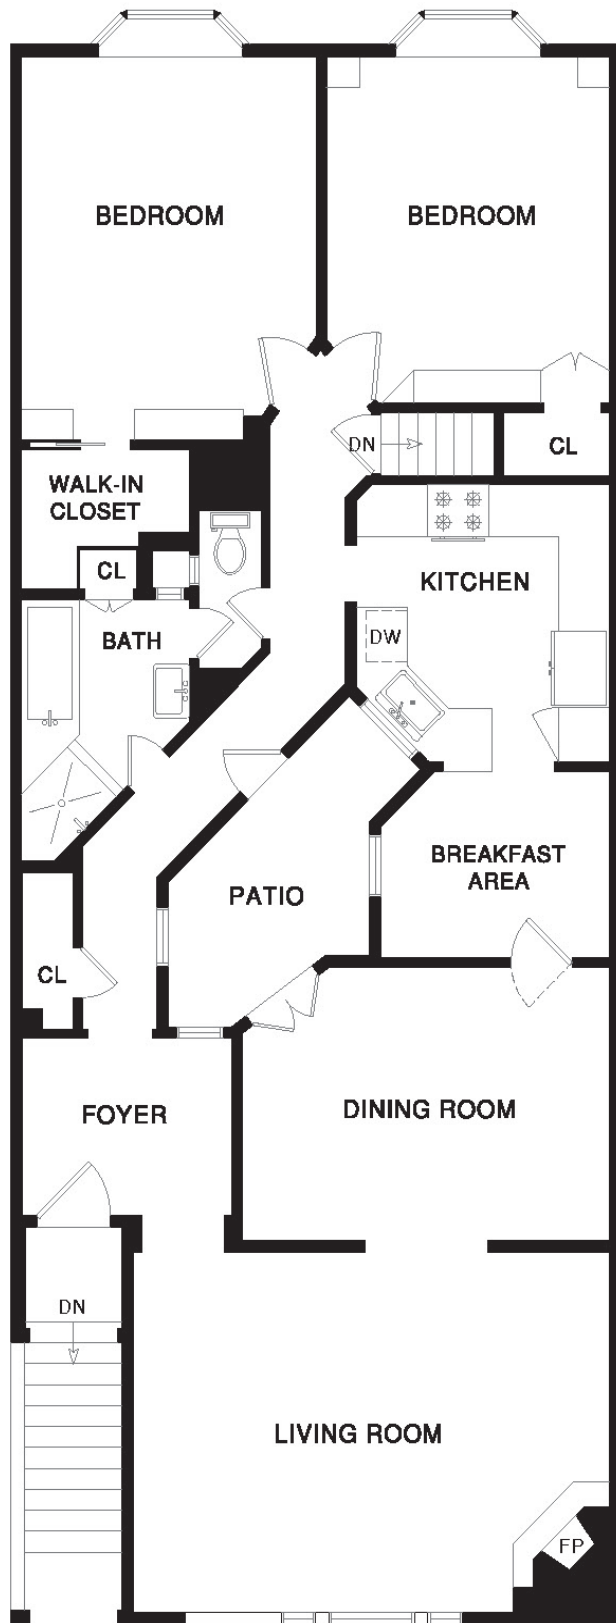 BEDROOM
BEDROOM
DN
CL
WALK-IN
CLOSET
CL
KITCHEN
BATH
DW
BREAKFAST
AREA
PATIO
CL
FOYER
DINING ROOM
DN
LIVING ROOM
FP